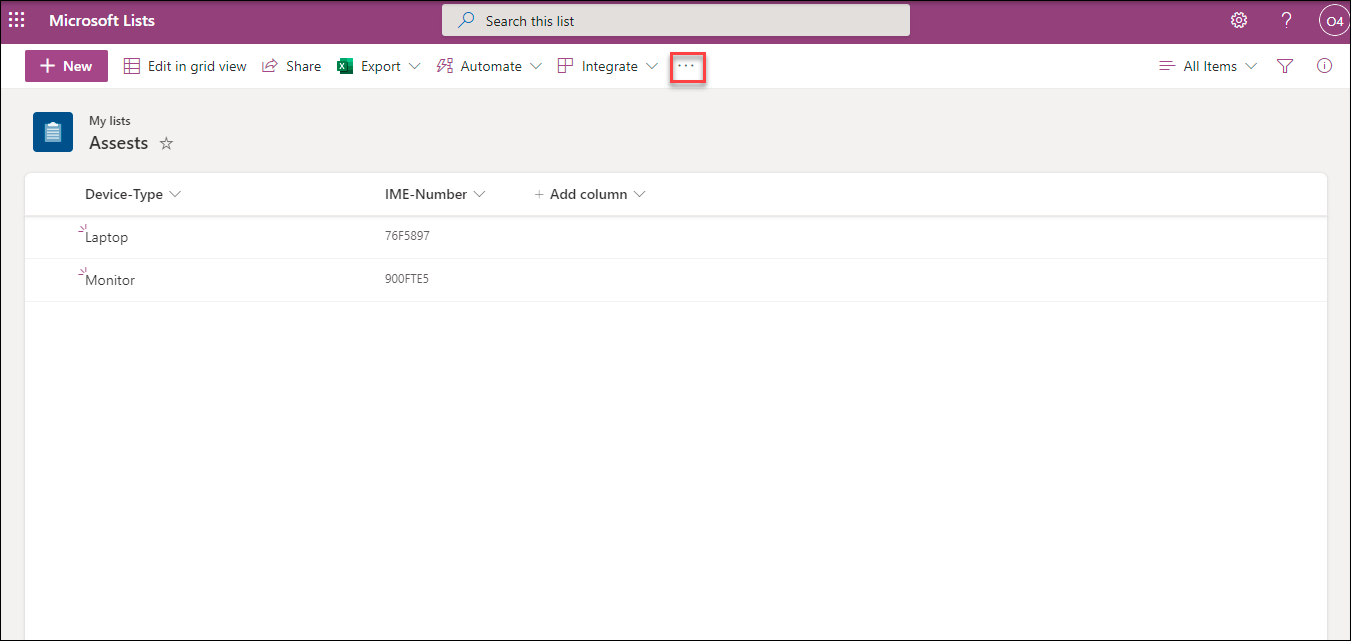 Microsoft Lists Search this list ? O4
+ New Edit in grid view Share Export Automate Integrate ... All Items
My lists
Assests
Device-Type IME-Number + Add column
Laptop 76F5897
Monitor 900FTE5